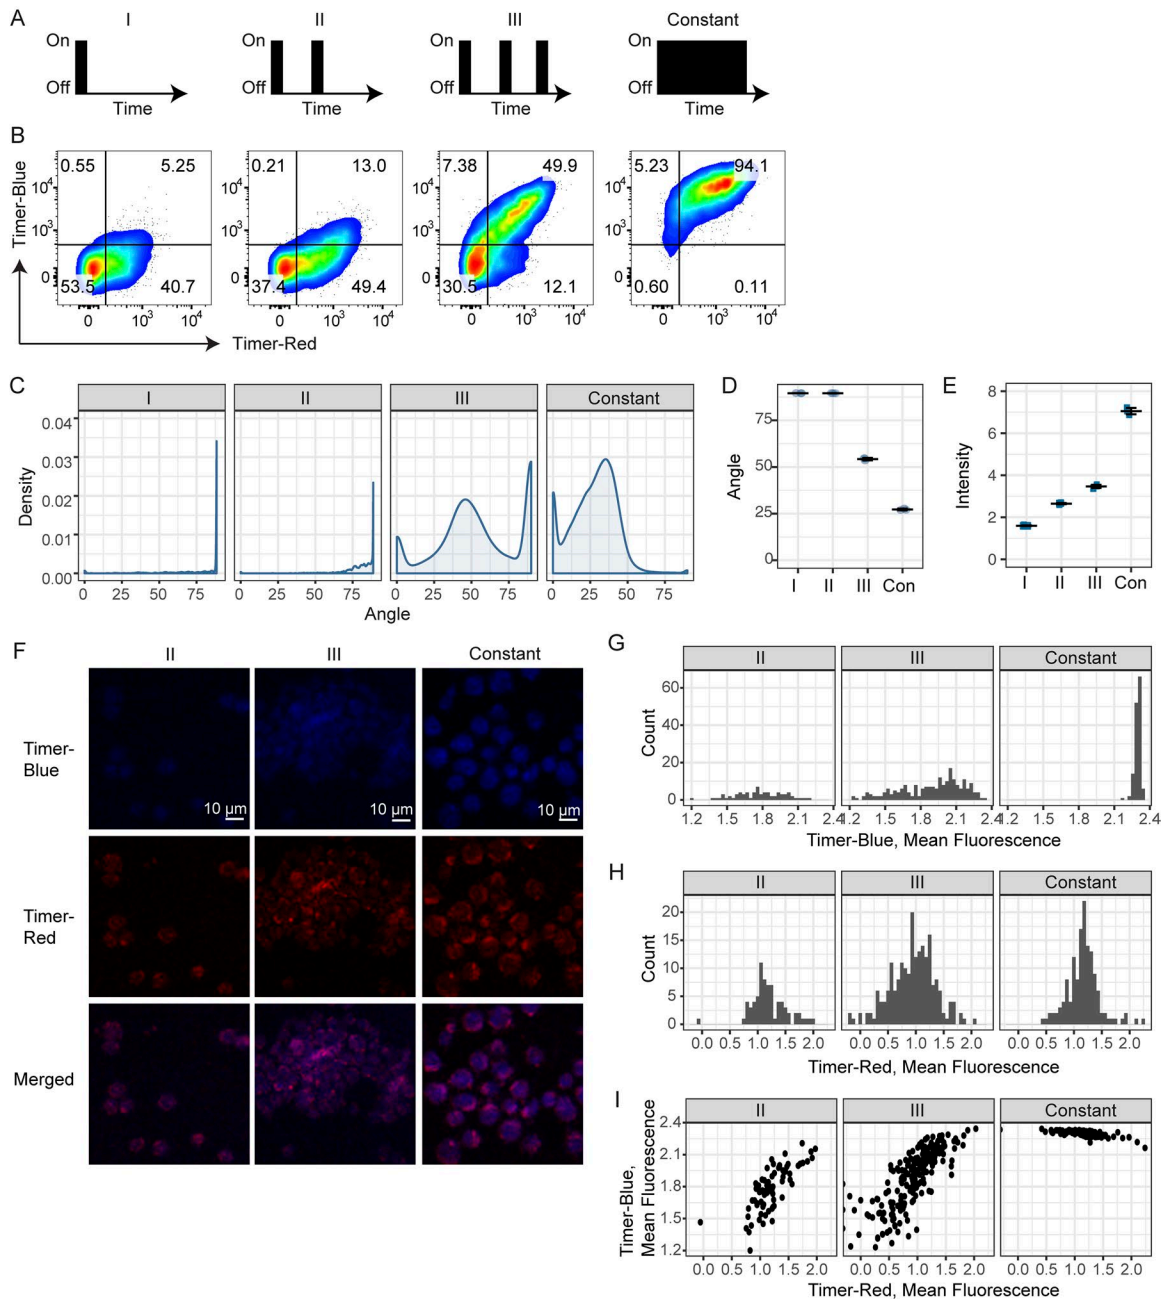 A
I
II
III
Constant
On
Off
Time
On
Off
Time
On
Off
Time
On
Off
Time
B
Timer-Blue
10⁴
10³
0
0.55
5.25
53.5
40.7
0
10³
10⁴
10⁴
10³
0
0.21
13.0
37.4
49.4
0
10³
10⁴
10⁴
10³
0
7.38
49.9
30.5
12.1
0
10³
10⁴
10⁴
10³
0
5.23
94.1
0.60
0.11
0
10³
10⁴
Timer-Red
C
I
II
III
Constant
Density
0.04
0.03
0.02
0.01
0.00
0 25 50 75
0 25 50 75
0 25 50 75
0 25 50 75
Angle
D
Angle
75
50
25
0
I II III Con
E
Intensity
8
6
4
2
0
I II III Con
F
II
III
Constant
Timer-
Blue
10 µm
10 µm
10 µm
Timer-
Red
Merged
G
II
III
Constant
Count
60
40
20
0
1.2 1.5 1.8 2.1 2.4
1.2 1.5 1.8 2.1 2.4
1.2 1.5 1.8 2.1 2.4
Timer-Blue, Mean Fluorescence
H
II
III
Constant
Count
20
15
10
5
0
0.0 0.5 1.0 1.5 2.0
0.0 0.5 1.0 1.5 2.0
0.0 0.5 1.0 1.5 2.0
Timer-Red, Mean Fluorescence
I
II
III
Constant
Timer-Blue,
Mean Fluorescence
2.4
2.1
1.8
1.5
1.2
0.0 0.5 1.0 1.5 2.0
0.0 0.5 1.0 1.5 2.0
0.0 0.5 1.0 1.5 2.0
Timer-Red, Mean Fluorescence